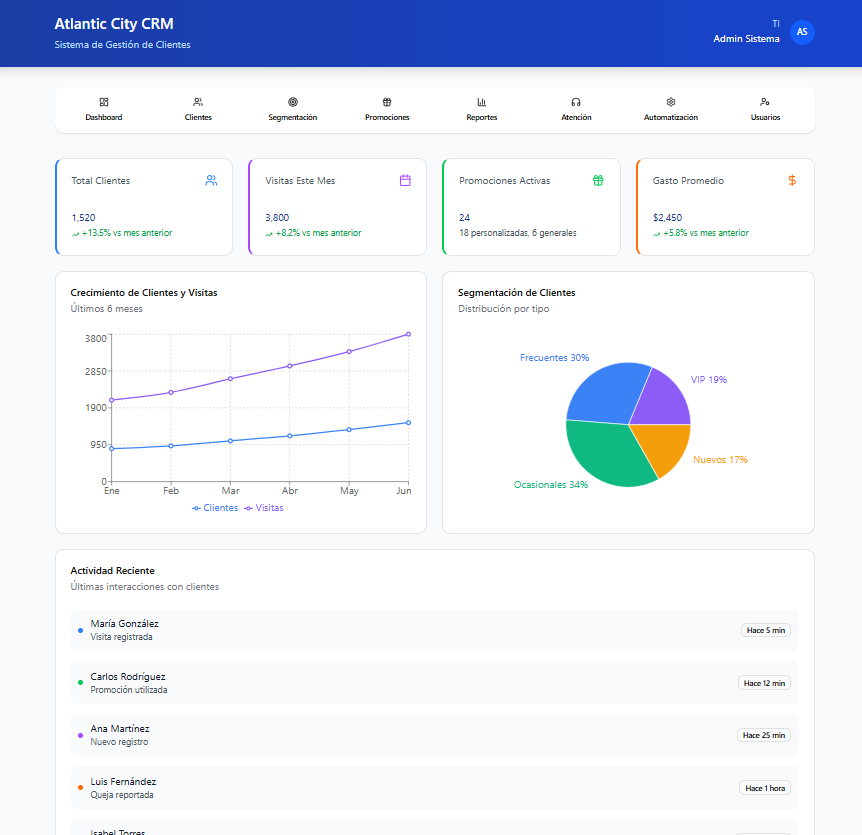 Atlantic City CRM
Sistema de Gestión de Clientes
TI
Admin Sistema
AS
Dashboard
Clientes
Segmentación
Promociones
Reportes
Atención
Automatización
Usuarios
Total Clientes
1,520
+13.5% vs mes anterior
Visitas Este Mes
3,800
+8.2% vs mes anterior
Promociones Activas
24
18 personalizadas, 6 generales
Gasto Promedio
$2,450
+5.8% vs mes anterior
Crecimiento de Clientes y Visitas
Últimos 6 meses
3800
2850
1900
950
0
Ene Feb Mar Abr May Jun
Clientes Visitas
Segmentación de Clientes
Distribución por tipo
Frecuentes 30%
VIP 19%
Nuevos 17%
Ocasionales 34%
Actividad Reciente
Últimas interacciones con clientes
María González
Visita registrada
Hace 5 min
Carlos Rodríguez
Promoción utilizada
Hace 12 min
Ana Martínez
Nuevo registro
Hace 25 min
Luis Fernández
Queja reportada
Hace 1 hora
Isabel Torres